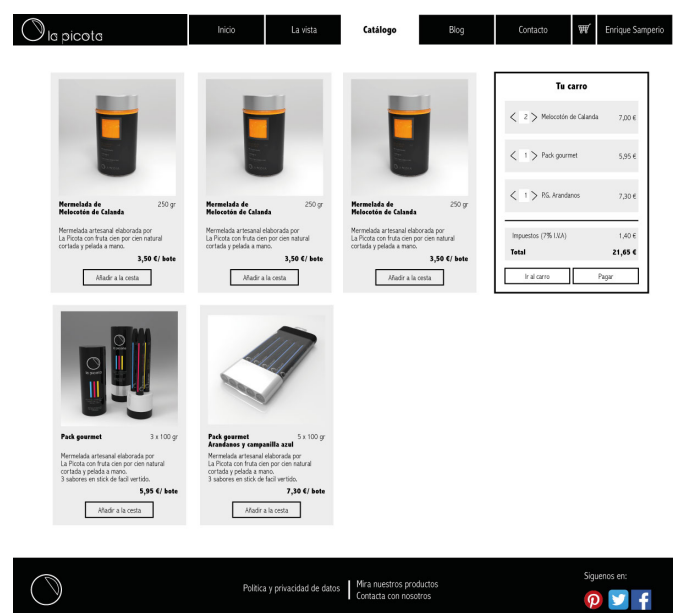 la picota
Inicio
La vista
Catálogo
Blog
Contacto
Enrique Samperio
Mermelada de 250 gr
Melocotón de Calanda
Mermelada artesanal elaborada por
La Picota con fruta cien por cien natural
cortada y pelada a mano.
3,50 €/ bote
Añadir a la cesta
Mermelada de 250 gr
Melocotón de Calanda
Mermelada artesanal elaborada por
La Picota con fruta cien por cien natural
cortada y pelada a mano.
3,50 €/ bote
Añadir a la cesta
Mermelada de 250 gr
Melocotón de Calanda
Mermelada artesanal elaborada por
La Picota con fruta cien por cien natural
cortada y pelada a mano.
3,50 €/ bote
Añadir a la cesta
Tu carro
2 Melocotón de Calanda 7,00 €
1 Pack gourmet 5,95 €
1 P.G. Arandanos 7,30 €
Impuestos (7% I.V.A) 1,40 €
Total 21,65 €
Ir al carro
Pagar
la picota
Pack gourmet 3 x 100 gr
Mermelada artesanal elaborada por
La Picota con fruta cien por cien natural
cortada y pelada a mano.
3 sabores en stick de facil vertido.
5,95 €/ bote
Añadir a la cesta
Pack gourmet 5 x 100 gr
Arandanos y campanilla azul
Mermelada artesanal elaborada por
La Picota con fruta cien por cien natural
cortada y pelada a mano.
3 sabores en stick de facil vertido.
7,30 €/ bote
Añadir a la cesta
Politica y privacidad de datos
Mira nuestros productos
Contacta con nosotros
Siguenos en: